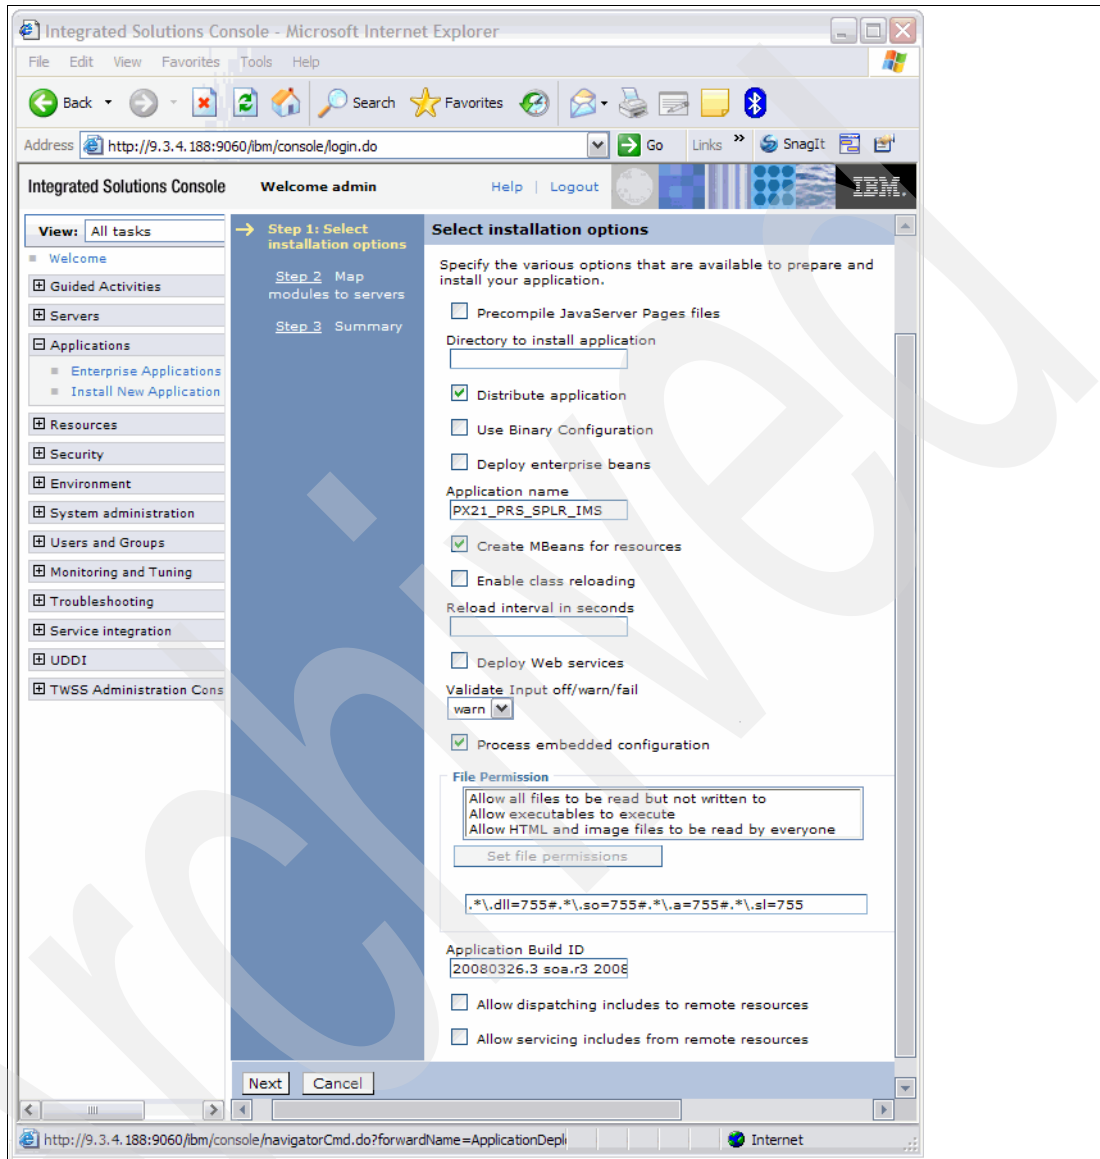 Integrated Solutions Console - Microsoft Internet Explorer
File Edit View Favorites Tools Help
Back Search Favorites
Address http://9.3.4.188:9060/ibm/console/login.do Go Links » SnagIt
Integrated Solutions Console Welcome admin Help | Logout IBM.
View: All tasks
Welcome
Guided Activities
Servers
Applications
Enterprise Applications
Install New Application
Resources
Security
Environment
System administration
Users and Groups
Monitoring and Tuning
Troubleshooting
Service integration
UDDI
TWSS Administration Cons
Step 1: Select
installation options
Step 2 Map
modules to servers
Step 3 Summary
Select installation options
Specify the various options that are available to prepare and
install your application.
Precompile JavaServer Pages files
Directory to install application
Distribute application
Use Binary Configuration
Deploy enterprise beans
Application name
PX21_PRS_SPLR_IMS
Create MBeans for resources
Enable class reloading
Reload interval in seconds
Deploy Web services
Validate Input off/warn/fail
warn
Process embedded configuration
File Permission
Allow all files to be read but not written to
Allow executables to execute
Allow HTML and image files to be read by everyone
Set file permissions
.*\.dll=755#.*\.so=755#.*\.a=755#.*\.sl=755
Application Build ID
20080326.3 soa.r3 2008
Allow dispatching includes to remote resources
Allow servicing includes from remote resources
Next Cancel
http://9.3.4.188:9060/ibm/console/navigatorCmd.do?forwardName=ApplicationDepl Internet
Archived